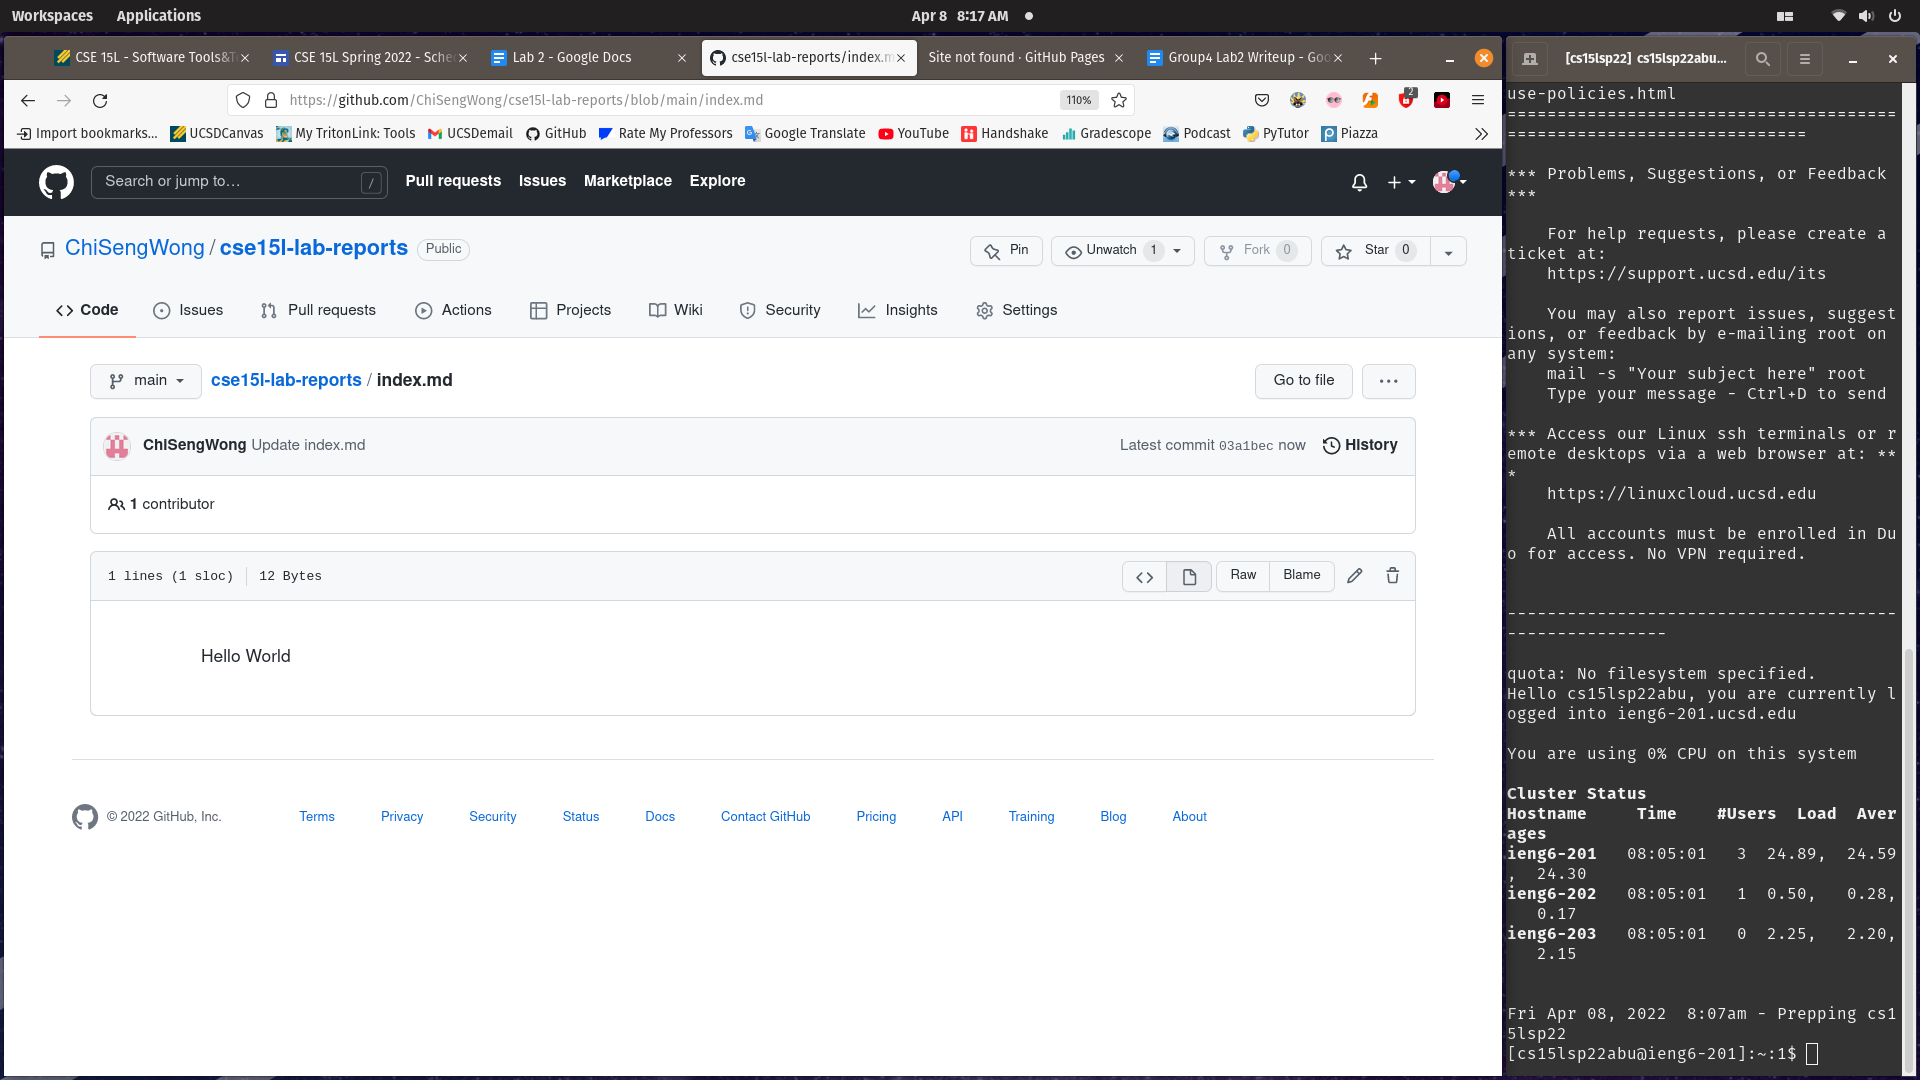 Workspaces Applications Apr 8 8:17 AM
CSE 15L - Software Tools&T CSE 15L Spring 2022 - Sche Lab 2 - Google Docs cse15l-lab-reports/index.m Site not found · GitHub Pages Group4 Lab2 Writeup - Goo
https://github.com/ChiSengWong/cse15l-lab-reports/blob/main/index.md 110% 2
Import bookmarks... UCSDCanvas My TritonLink: Tools UCSDemail GitHub Rate My Professors Google Translate YouTube Handshake Gradescope Podcast PyTutor Piazza
Search or jump to... / Pull requests Issues Marketplace Explore
ChiSengWong / cse15l-lab-reports Public Pin Unwatch 1 Fork 0 Star 0
Code Issues Pull requests Actions Projects Wiki Security Insights Settings
main cse15l-lab-reports / index.md Go to file ...
ChiSengWong Update index.md Latest commit 03a1bec now History
1 contributor
1 lines (1 sloc) 12 Bytes <> Raw Blame
Hello World
© 2022 GitHub, Inc. Terms Privacy Security Status Docs Contact GitHub Pricing API Training Blog About
[cs15lsp22] cs15lsp22abu...
use-policies.html
=======================================
==============================
*** Problems, Suggestions, or Feedback
***
For help requests, please create a
ticket at:
https://support.ucsd.edu/its
You may also report issues, suggest
ions, or feedback by e-mailing root on
any system:
mail -s "Your subject here" root
Type your message - Ctrl+D to send
*** Access our Linux ssh terminals or r
emote desktops via a web browser at: **
*
https://linuxcloud.ucsd.edu
All accounts must be enrolled in Du
o for access. No VPN required.
---------------------------------------
----------------
quota: No filesystem specified.
Hello cs15lsp22abu, you are currently l
ogged into ieng6-201.ucsd.edu
You are using 0% CPU on this system
Cluster Status
Hostname Time #Users Load Aver
ages
ieng6-201 08:05:01 3 24.89, 24.59
, 24.30
ieng6-202 08:05:01 1 0.50, 0.28,
0.17
ieng6-203 08:05:01 0 2.25, 2.20,
2.15
Fri Apr 08, 2022 8:07am - Prepping cs1
5lsp22
[cs15lsp22abu@ieng6-201]:~:1$